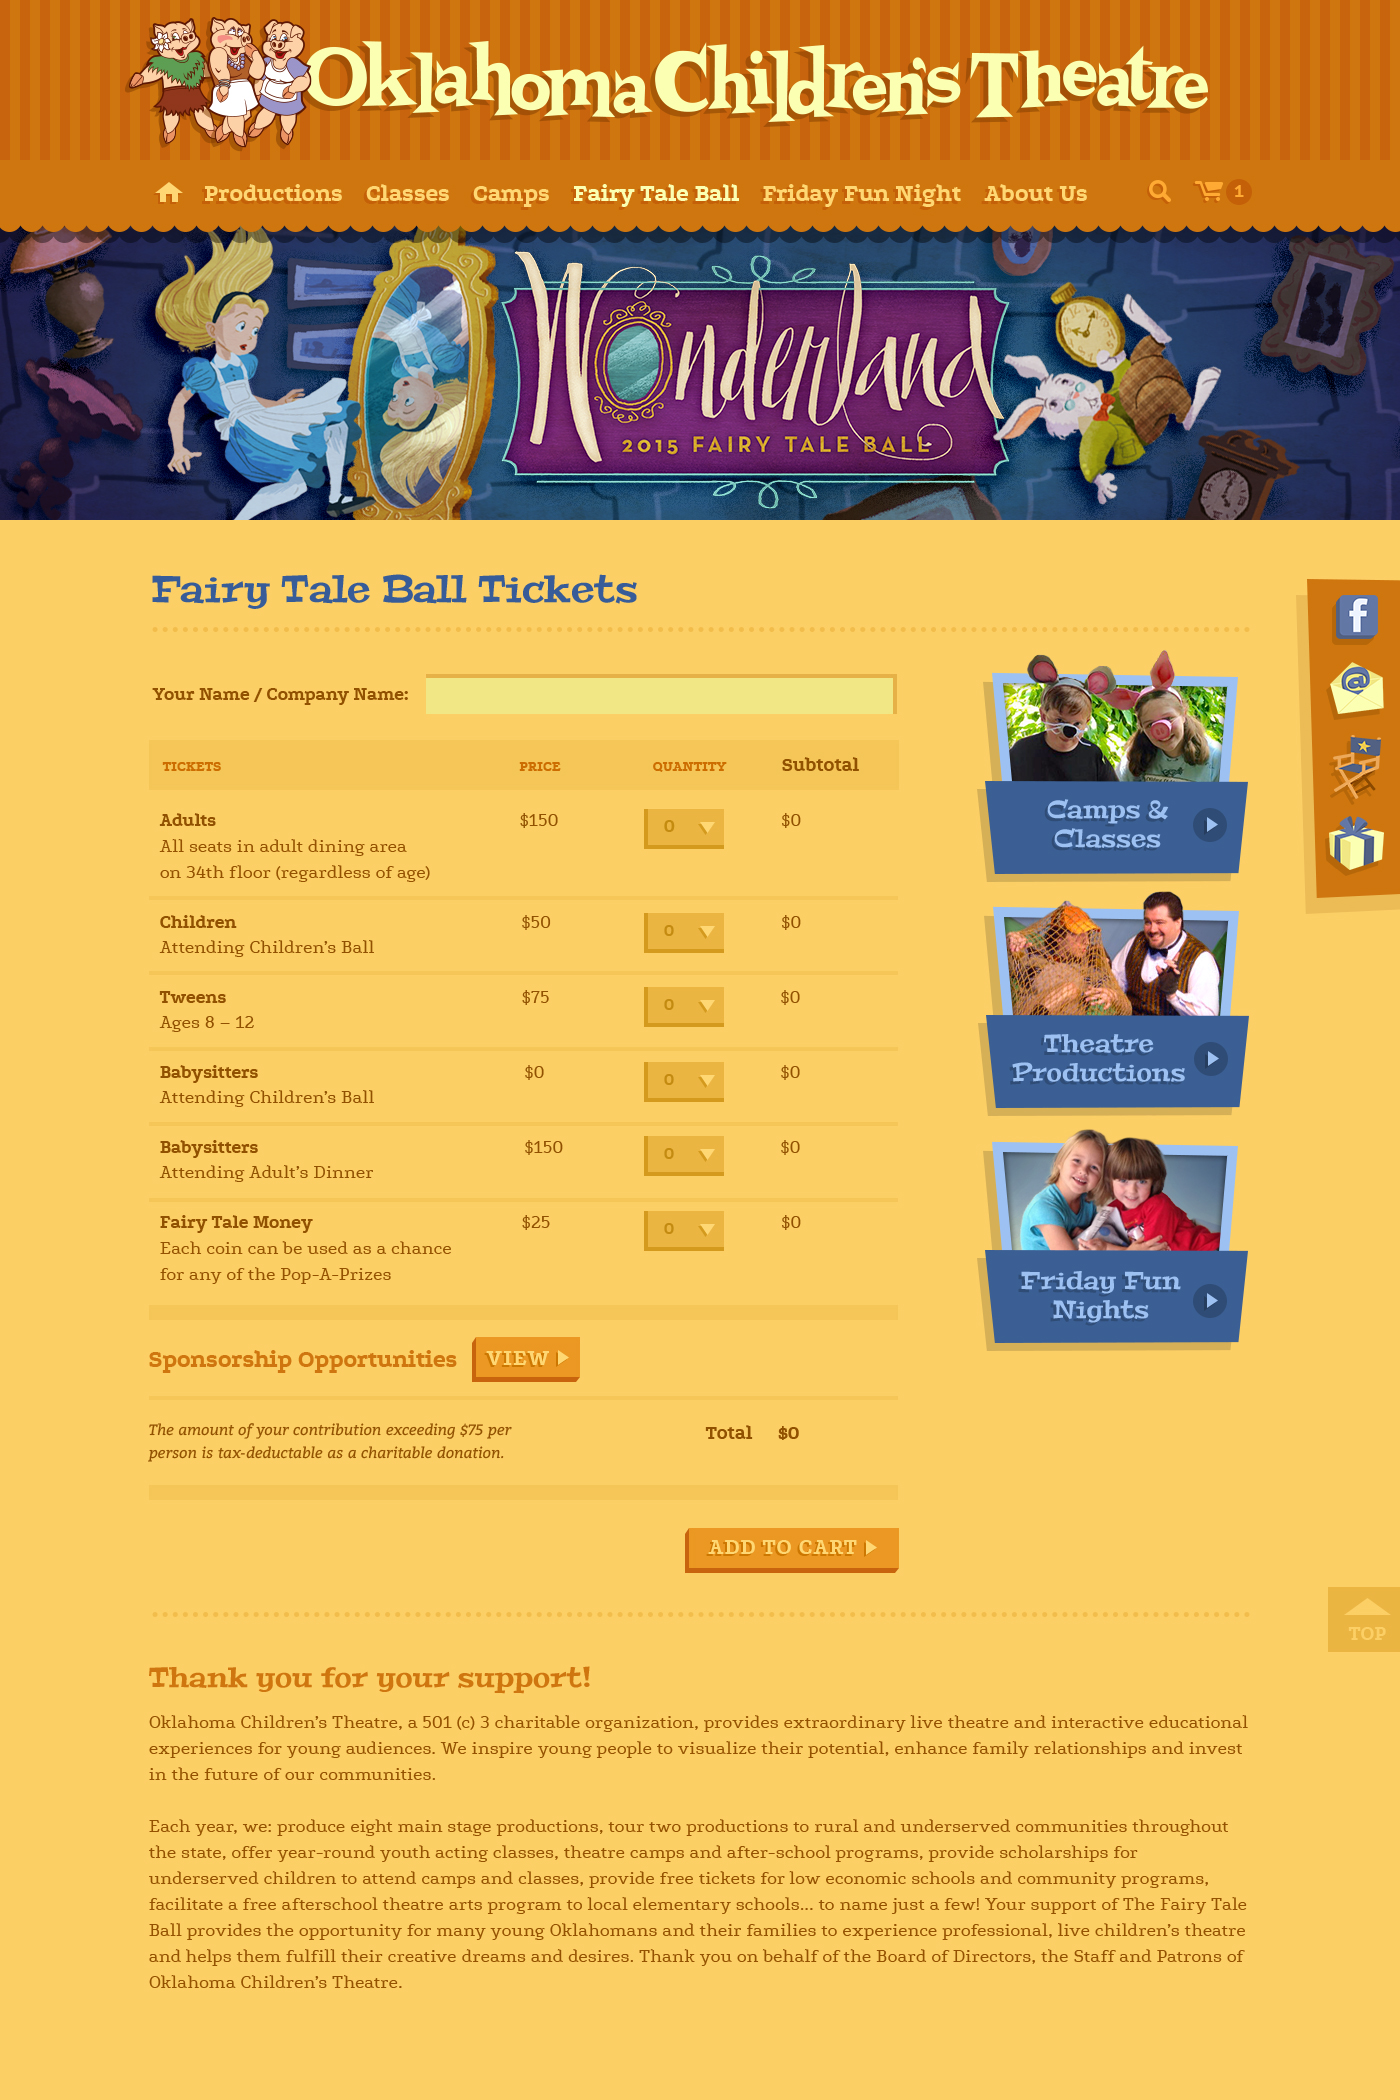 Oklahoma Children's Theatre
Productions Classes Camps Fairy Tale Ball Friday Fun Night About Us 1
Wonderland
2015 FAIRY TALE BALL
Fairy Tale Ball Tickets
Your Name / Company Name:
TICKETS PRICE QUANTITY Subtotal
Adults $150 0 $0
All seats in adult dining area
on 34th floor (regardless of age)
Children $50 0 $0
Attending Children's Ball
Tweens $75 0 $0
Ages 8 – 12
Babysitters $0 0 $0
Attending Children's Ball
Babysitters $150 0 $0
Attending Adult's Dinner
Fairy Tale Money $25 0 $0
Each coin can be used as a chance
for any of the Pop-A-Prizes
Sponsorship Opportunities VIEW
The amount of your contribution exceeding $75 per
person is tax-deductable as a charitable donation.
Total $0
ADD TO CART
Camps &
Classes
Theatre
Productions
Friday Fun
Nights
f
@
TOP
Thank you for your support!
Oklahoma Children's Theatre, a 501 (c) 3 charitable organization, provides extraordinary live theatre and interactive educational
experiences for young audiences. We inspire young people to visualize their potential, enhance family relationships and invest
in the future of our communities.
Each year, we: produce eight main stage productions, tour two productions to rural and underserved communities throughout
the state, offer year-round youth acting classes, theatre camps and after-school programs, provide scholarships for
underserved children to attend camps and classes, provide free tickets for low economic schools and community programs,
facilitate a free afterschool theatre arts program to local elementary schools... to name just a few! Your support of The Fairy Tale
Ball provides the opportunity for many young Oklahomans and their families to experience professional, live children's theatre
and helps them fulfill their creative dreams and desires. Thank you on behalf of the Board of Directors, the Staff and Patrons of
Oklahoma Children's Theatre.